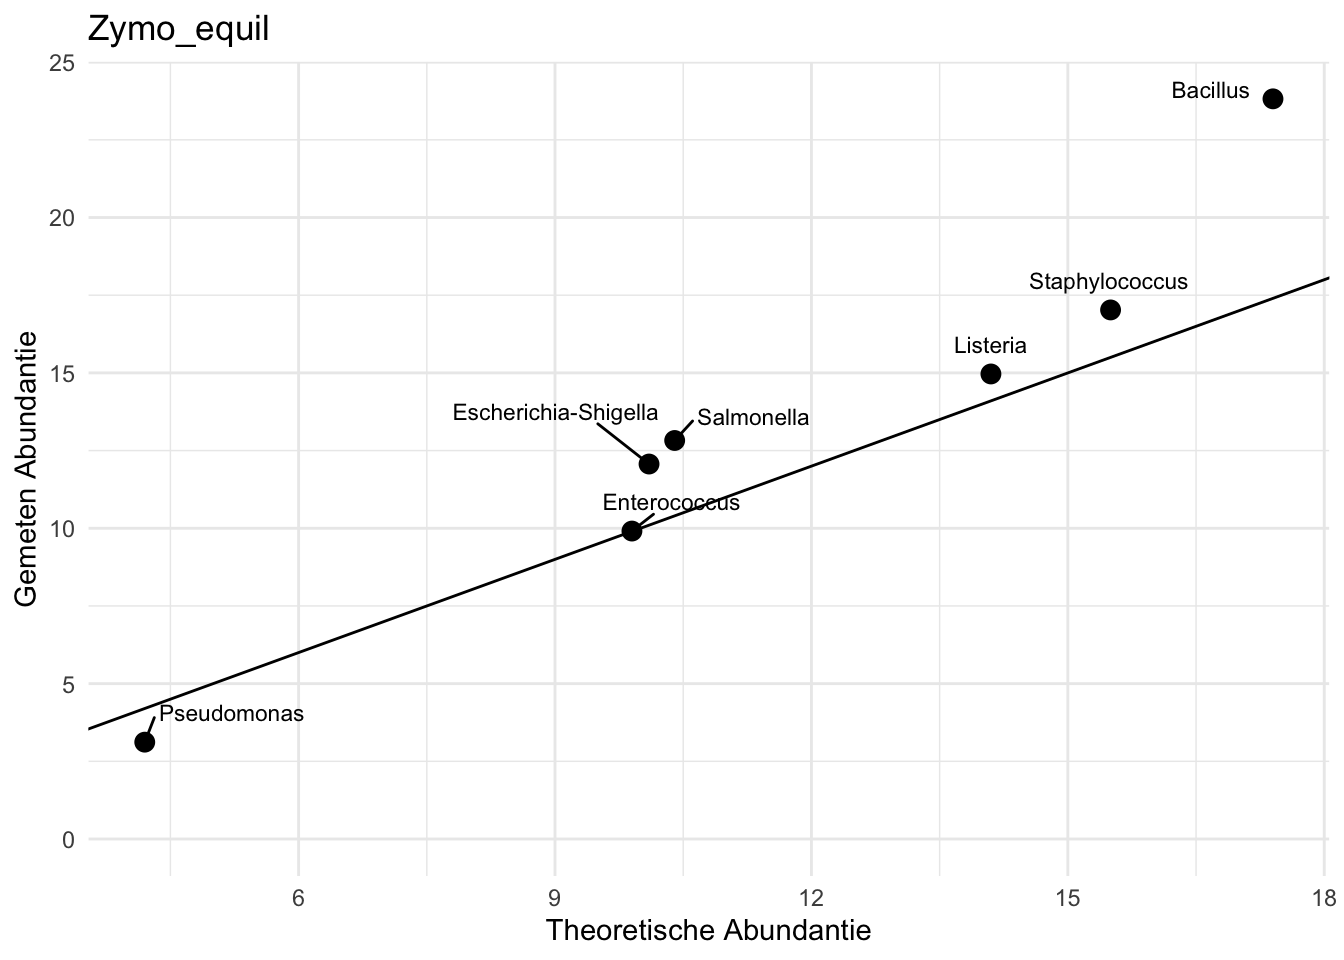 Zymo_equil
25
Bacillus
20
Staphylococcus
Listeria
15
Escherichia-Shigella
Salmonella
Enterococcus
10
5
Pseudomonas
0
Gemeten Abundantie
6
9
12
15
18
Theoretische Abundantie